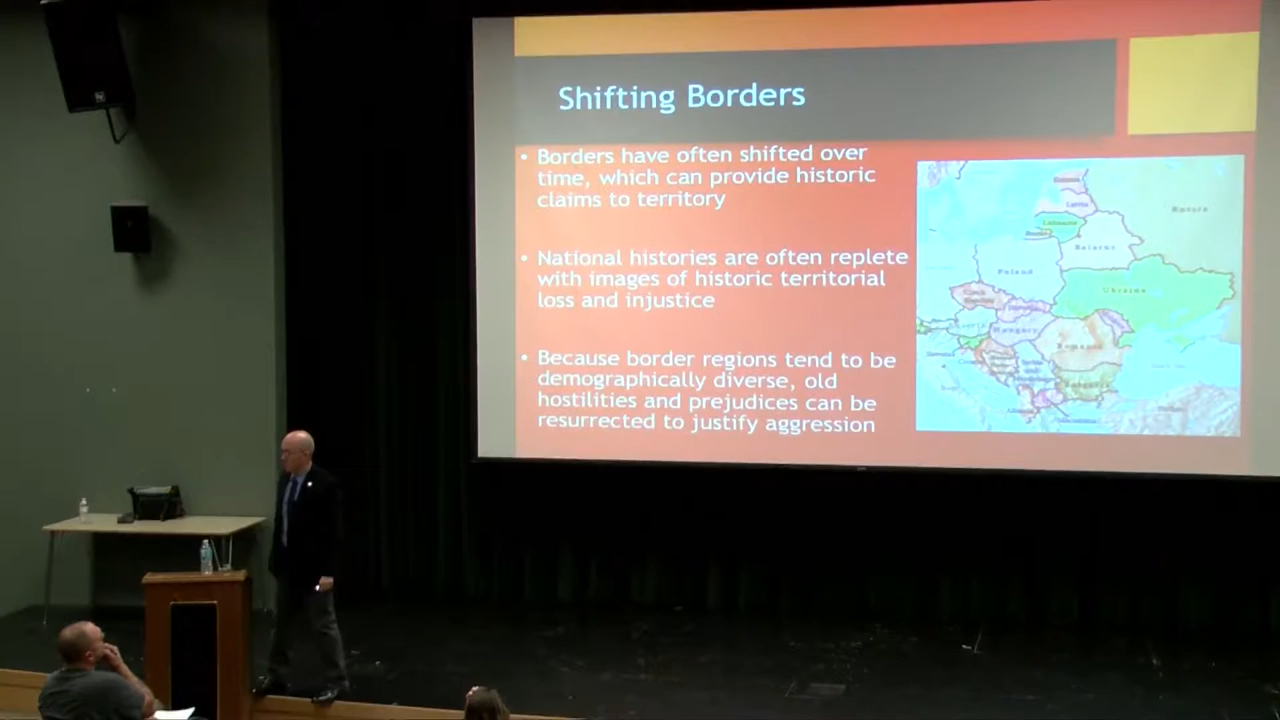 Shifting Borders
• Borders have often shifted over
time, which can provide historic
claims to territory
• National histories are often replete
with images of historic territorial
loss and injustice
• Because border regions tend to be
demographically diverse, old
hostilities and prejudices can be
resurrected to justify aggression
Latvia
Russia
Belarus
Poland
Ukraine
Hungary
Romania
Bulgaria